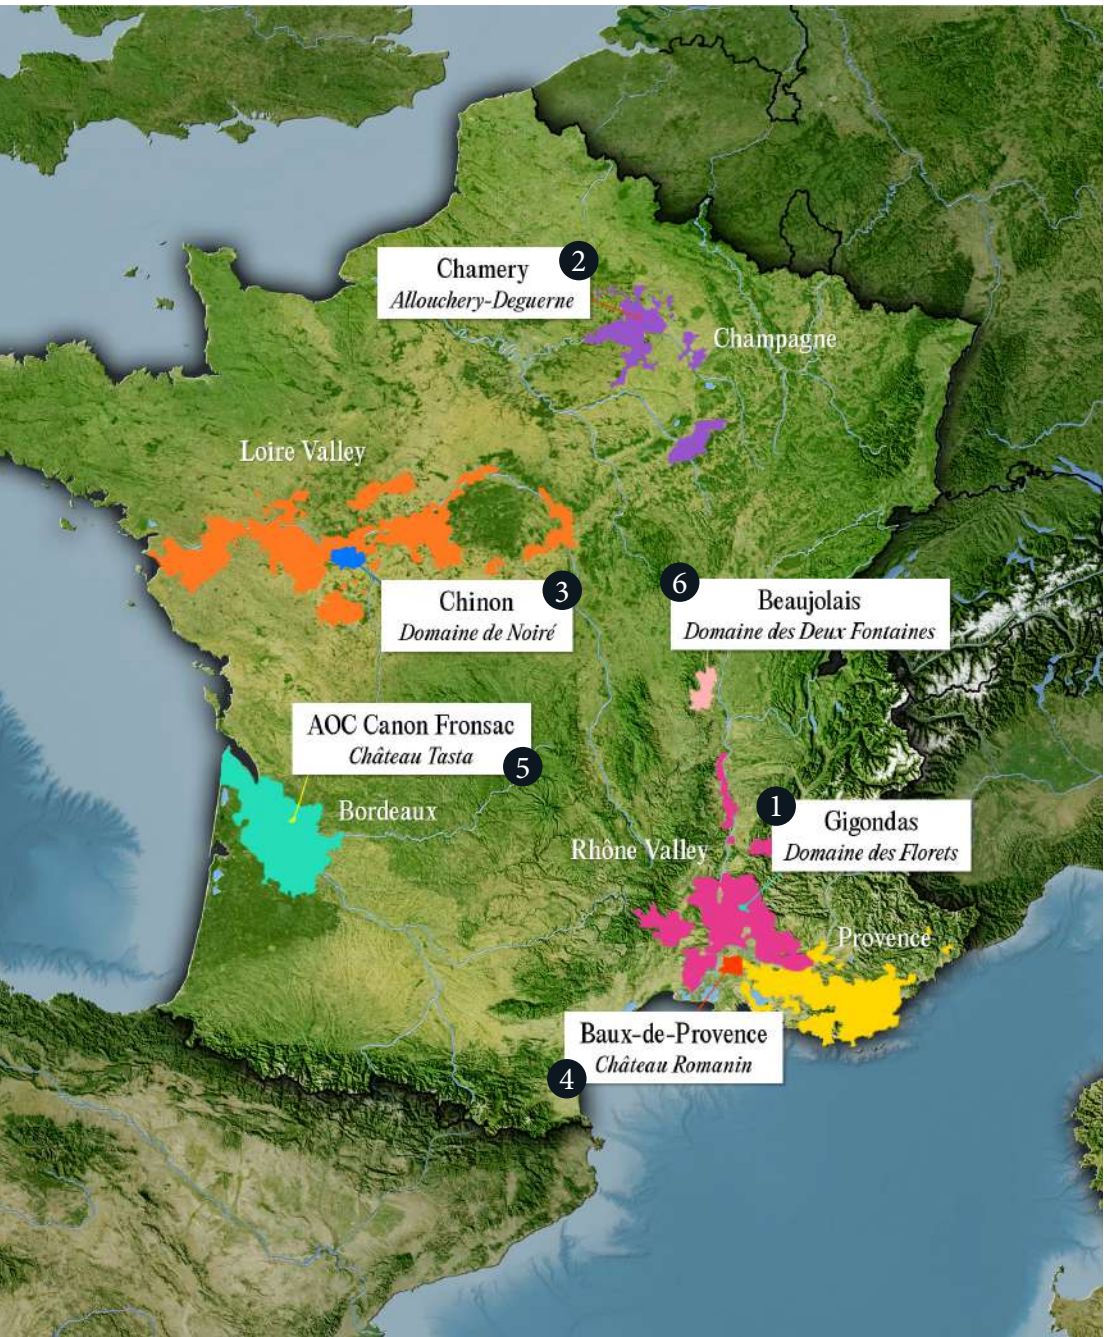 2
Chamery
Allouchery-Deguerne
Champagne
Loire Valley
3
Chinon
Domaine de Noiré
6
Beaujolais
Domaine des Deux Fontaines
AOC Canon Fronsac
Château Tasta
5
Bordeaux
1
Gigondas
Domaine des Florets
Rhône Valley
Provence
Baux-de-Provence
Château Romanin
4